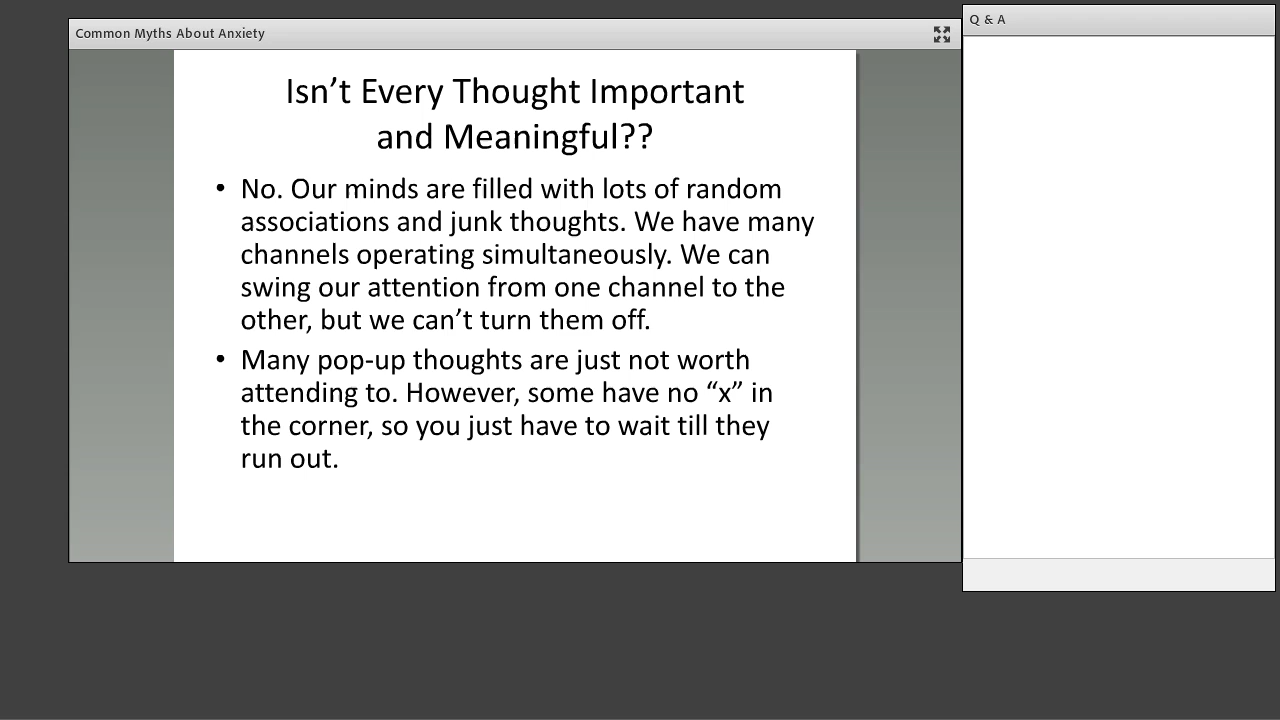 Common Myths About Anxiety
Q & A
Isn’t Every Thought Important
and Meaningful??
• No. Our minds are filled with lots of random
associations and junk thoughts. We have many
channels operating simultaneously. We can
swing our attention from one channel to the
other, but we can’t turn them off.
• Many pop-up thoughts are just not worth
attending to. However, some have no “x” in
the corner, so you just have to wait till they
run out.